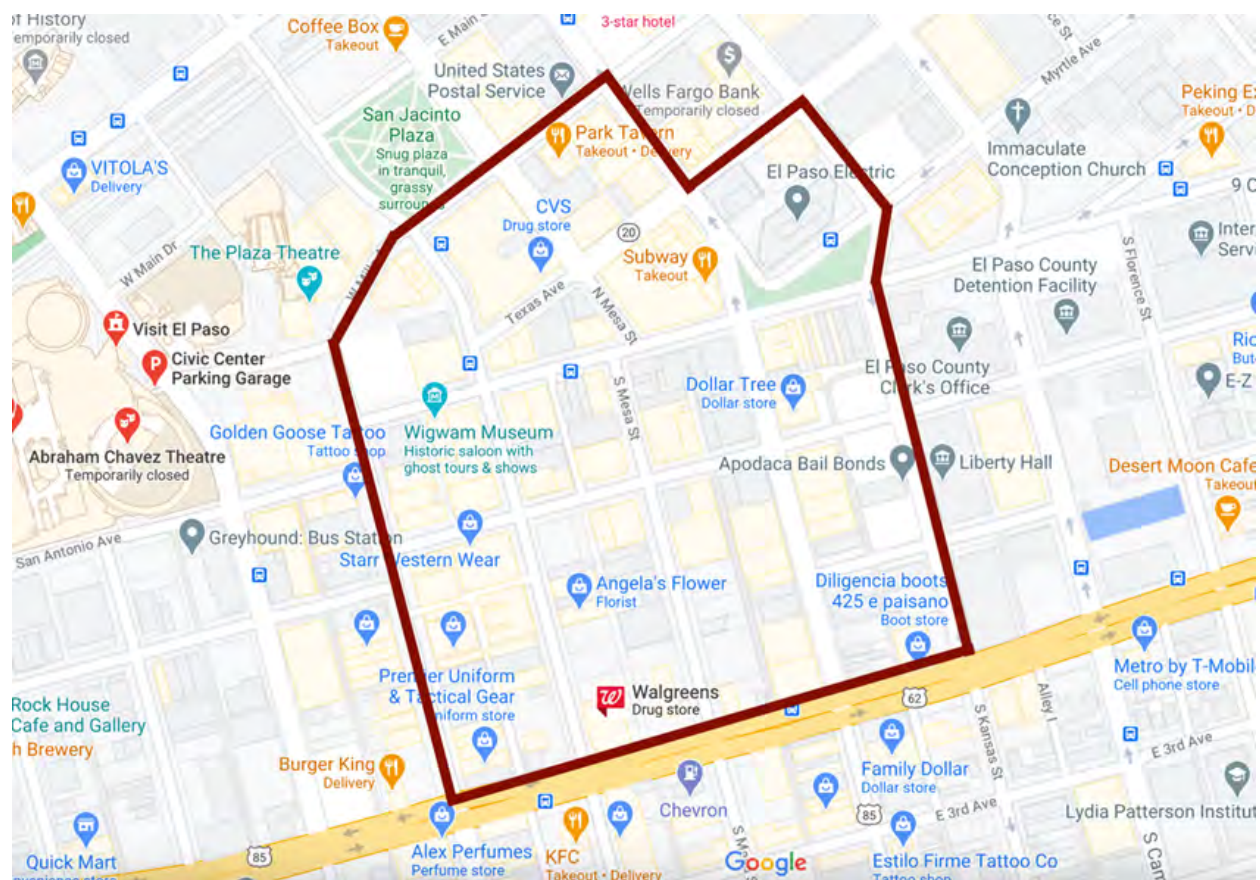 of History
Temporarily closed
Coffee Box
Takeout
E Main
3-star hotel
United States
Postal Service
Wells Fargo Bank
Temporarily closed
Myrtle Ave
Peking
Takeout • D
San Jacinto
Plaza
Snug plaza
in tranquil,
grassy
Park Tavern
Takeout • Delivery
Immaculate
Conception Church
VITOLA'S
Delivery
El Paso Electric
CVS
Drug store
20
W Main Dr
The Plaza Theatre
Subway
Takeout
S Florence St
El Paso County
Detention Facility
Texas Ave
N Mesa St
Visit El Paso
Civic Center
Parking Garage
El Paso County
Clerk's Office
Dollar Tree
Dollar store
S Mesa St
E-Z
Golden Goose Tattoo
Tattoo shop
Wigwam Museum
Historic saloon with
ghost tours & shows
Abraham Chavez Theatre
Temporarily closed
Apodaca Bail Bonds
Liberty Hall
Desert Moon Cafe
Takeout
San Antonio Ave
Greyhound: Bus Station
Starr Western Wear
Angela's Flower
Florist
Diligencia boots
425 e paisano
Boot store
Premier Uniform
& Tactical Gear
Uniform store
Walgreens
Drug store
62
Metro by T-Mobil
Cell phone store
Rock House
Cafe and Gallery
h Brewery
Alley I
S Kansas St
E 3rd Ave
Burger King
Delivery
Chevron
Family Dollar
Dollar store
85
E 3rd Ave
Lydia Patterson Institut
Quick Mart
85
Alex Perfumes
Perfume store
KFC
Takeout • Delivery
Google
Estilo Firme Tattoo Co
Tattoo shop
S Cam